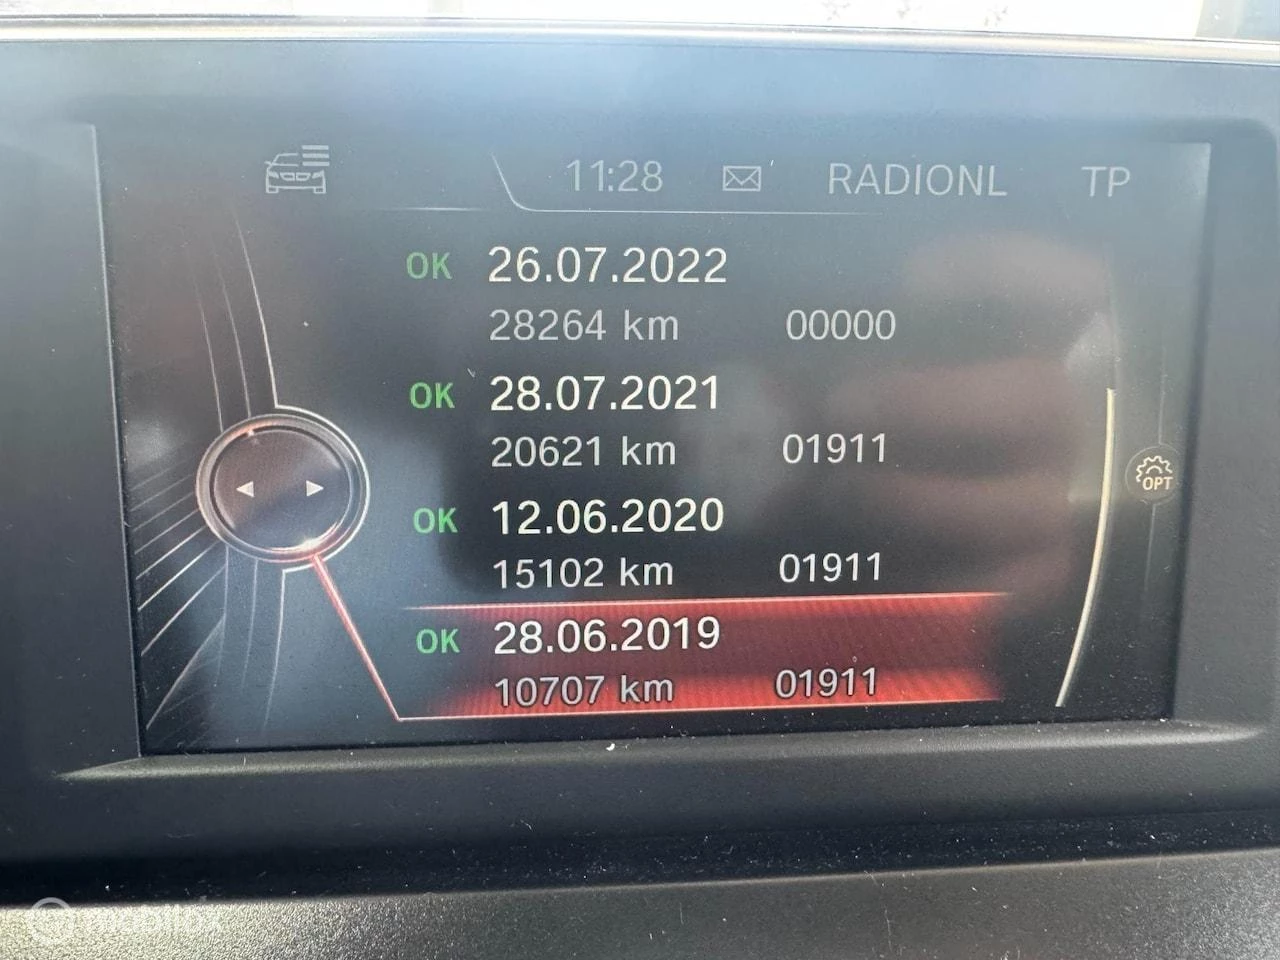 11:28 RADIONL TP
OK 26.07.2022
28264 km 00000
OK 28.07.2021
20621 km 01911
OPT
OK 12.06.2020
15102 km 01911
OK 28.06.2019
10707 km 01911